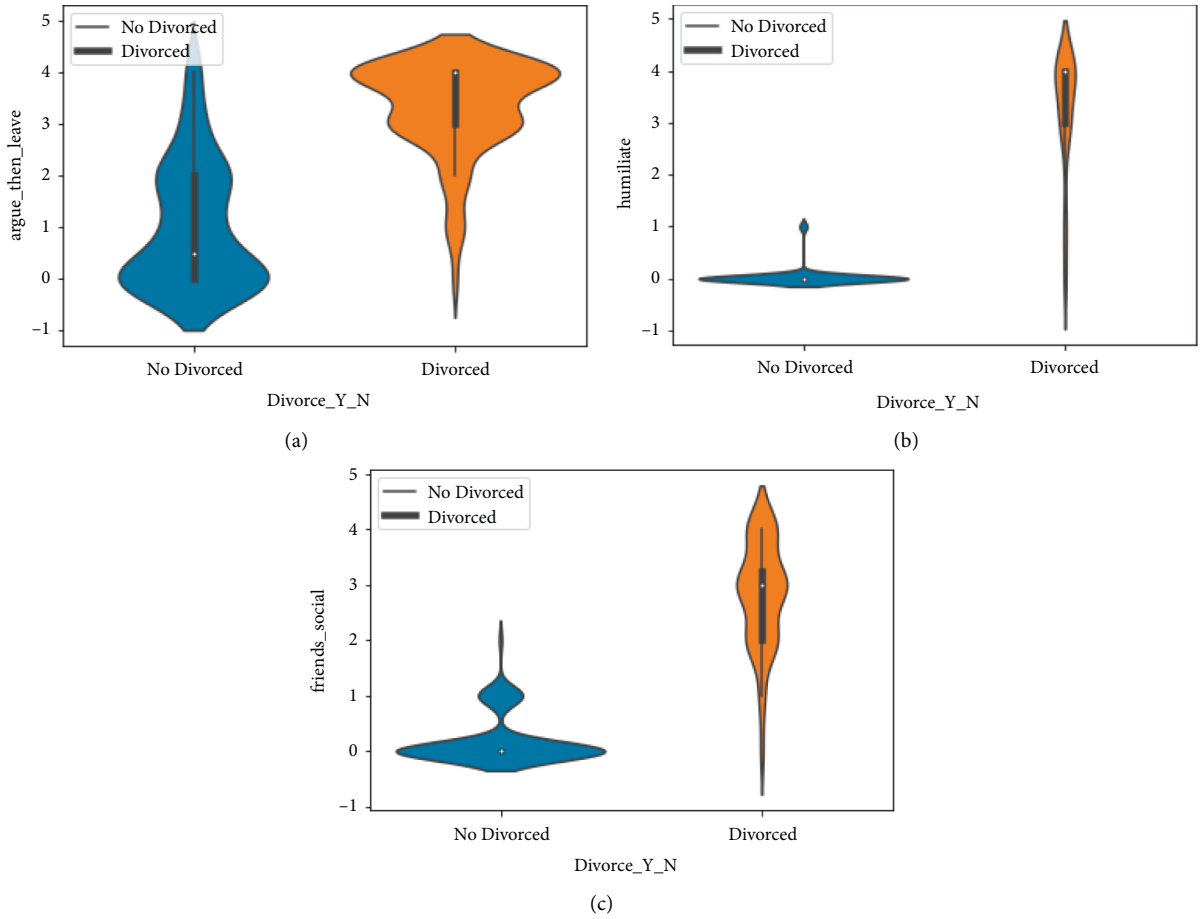 5
4
3
2
1
0
–1
argue_then_leave
No Divorced
Divorced
No Divorced
Divorced
Divorce_Y_N
(a)
5
4
3
2
1
0
–1
humiliate
No Divorced
Divorced
No Divorced
Divorced
Divorce_Y_N
(b)
5
4
3
2
1
0
–1
friends_social
No Divorced
Divorced
No Divorced
Divorced
Divorce_Y_N
(c)